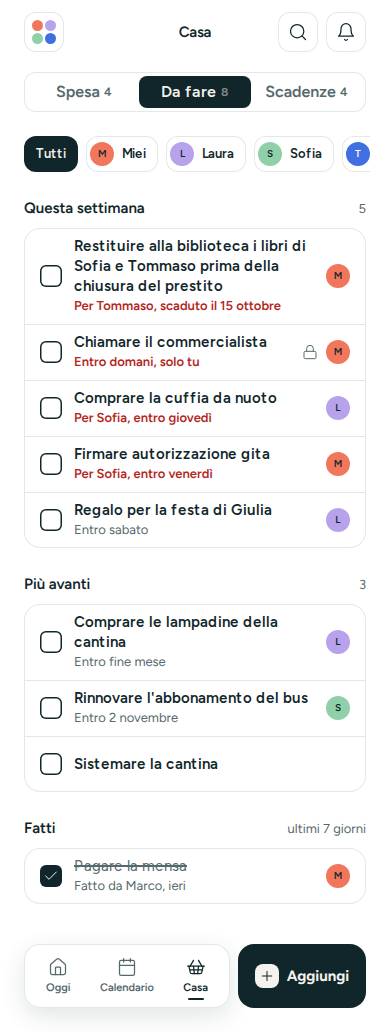 Casa
Spesa 4
Da fare 8
Scadenze 4
Tutti
M Miei
L Laura
S Sofia
T
Questa settimana
5
Restituire alla biblioteca i libri di
Sofia e Tommaso prima della
chiusura del prestito
Per Tommaso, scaduto il 15 ottobre
M
Chiamare il commercialista
Entro domani, solo tu
M
Comprare la cuffia da nuoto
Per Sofia, entro giovedì
L
Firmare autorizzazione gita
Per Sofia, entro venerdì
M
Regalo per la festa di Giulia
Entro sabato
L
Più avanti
3
Comprare le lampadine della
cantina
Entro fine mese
L
Rinnovare l'abbonamento del bus
Entro 2 novembre
S
Sistemare la cantina
Fatti
ultimi 7 giorni
Pagare la mensa
Fatto da Marco, ieri
M
Oggi
Calendario
Casa
Aggiungi